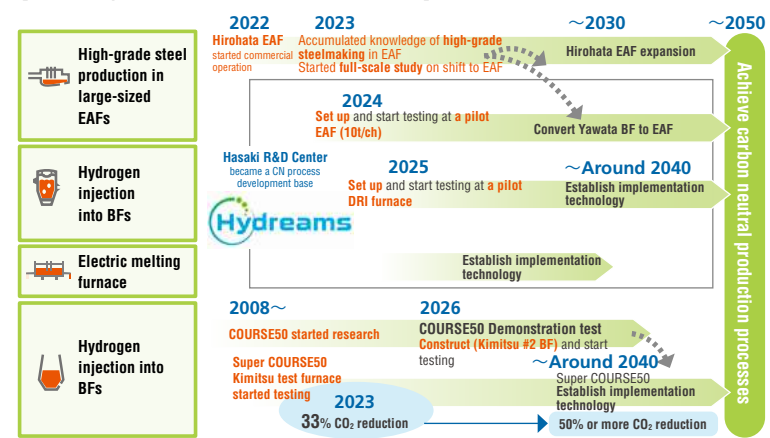 2022
2023
~2030
~2050
High-grade steel
production in
large-sized
EAFs
Hirohata EAF
started commercial
operation
Accumulated knowledge of high-grade
steelmaking in EAF
Started full-scale study on shift to EAF
Hirohata EAF expansion
2024
Set up and start testing at a pilot
EAF (10t/ch)
Convert Yawata BF to EAF
Hydrogen
injection
into BFs
Hasaki R&D Center
became a CN process
development base
Hydreams
2025
Set up and start testing at a pilot
DRI furnace
~Around 2040
Establish implementation
technology
Electric melting
furnace
Establish implementation
technology
Hydrogen
injection into
BFs
2008~
COURSE50 started research
2026
COURSE50 Demonstration test
Construct (Kimitsu #2 BF) and start
testing
Super COURSE50
Kimitsu test furnace
started testing
~Around 2040
Super COURSE50
Establish implementation
technology
2023
33% CO₂ reduction
50% or more CO₂ reduction
Achieve carbon neutral production processes